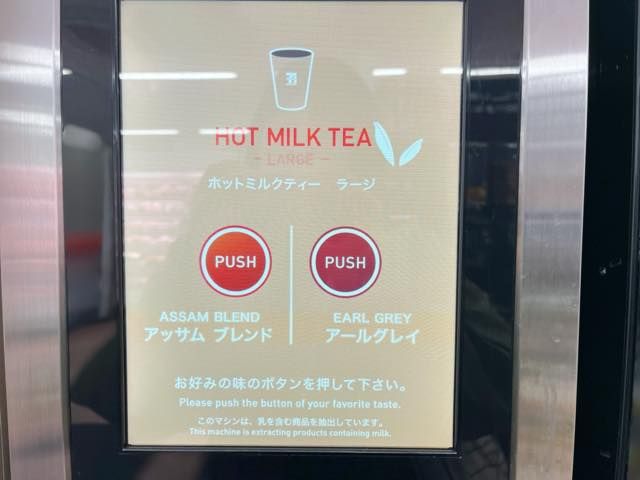 HOT MILK TEA
– LARGE –
ホットミルクティー　ラージ
PUSH
PUSH
ASSAM BLEND
アッサム ブレンド
EARL GREY
アールグレイ
お好みの味のボタンを押して下さい。
Please push the button of your favorite taste.
このマシンは、乳を含む商品を抽出しています。
This machine is extracting products containing milk.